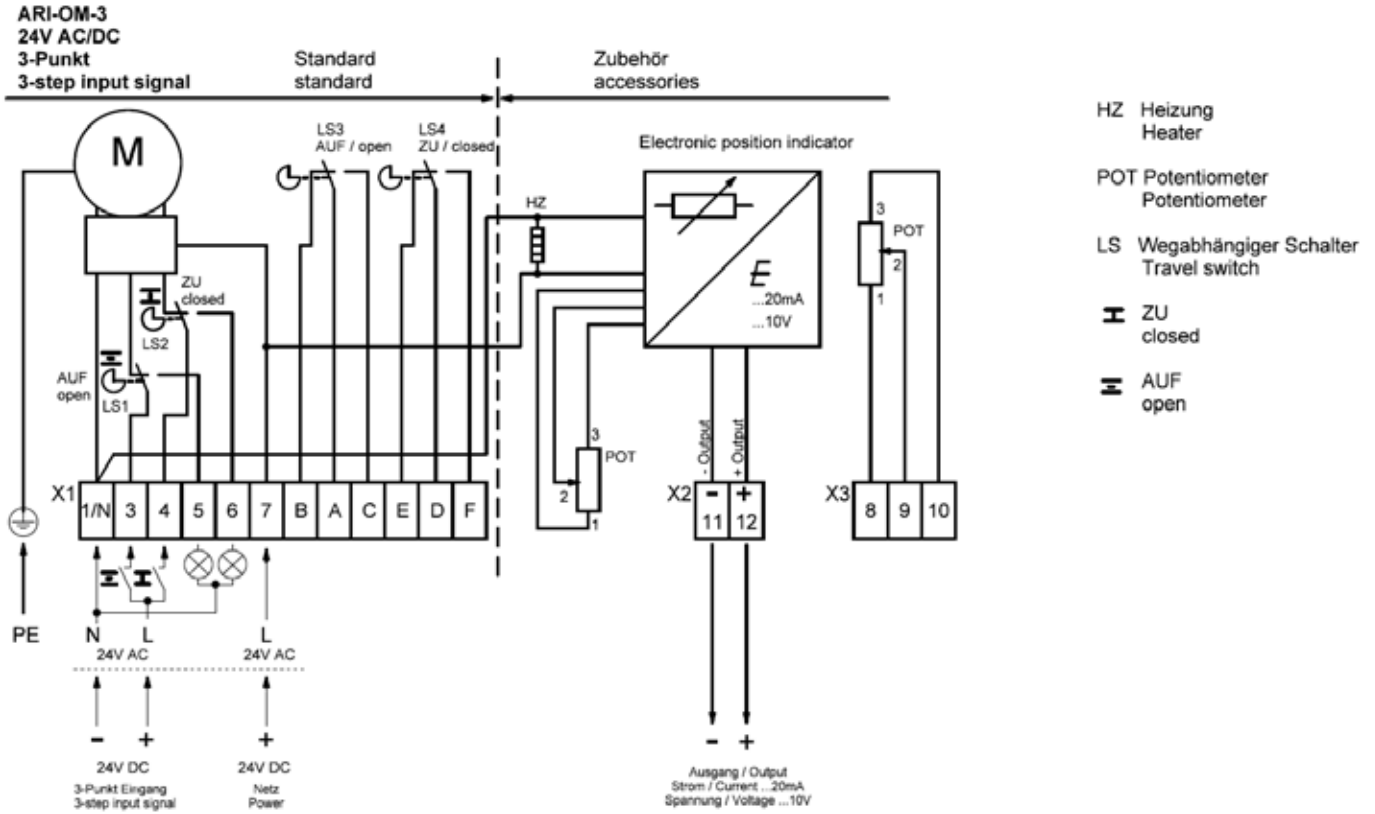 ARI-OM-3
24V AC/DC
3-Punkt
3-step input signal
Standard
standard
Zubehör
accessories
M
LS3
AUF / open
LS4
ZU / closed
Electronic position indicator
HZ
E
...20mA
...10V
3
POT
2
1
ZU
closed
LS2
AUF
open
LS1
3
POT
2
1
- Output
+ Output
X1
1/N
3
4
5
6
7
B
A
C
E
D
F
X2
-
+
11
12
X3
8
9
10
PE
N
L
24V AC
L
24V AC
-
+
24V DC
3-Punkt Eingang
3-step input signal
+
24V DC
Netz
Power
-
+
Ausgang / Output
Strom / Current ...20mA
Spannung / Voltage ...10V
HZ Heizung
Heater
POT Potentiometer
Potentiometer
LS Wegabhängiger Schalter
Travel switch
ZU
closed
AUF
open